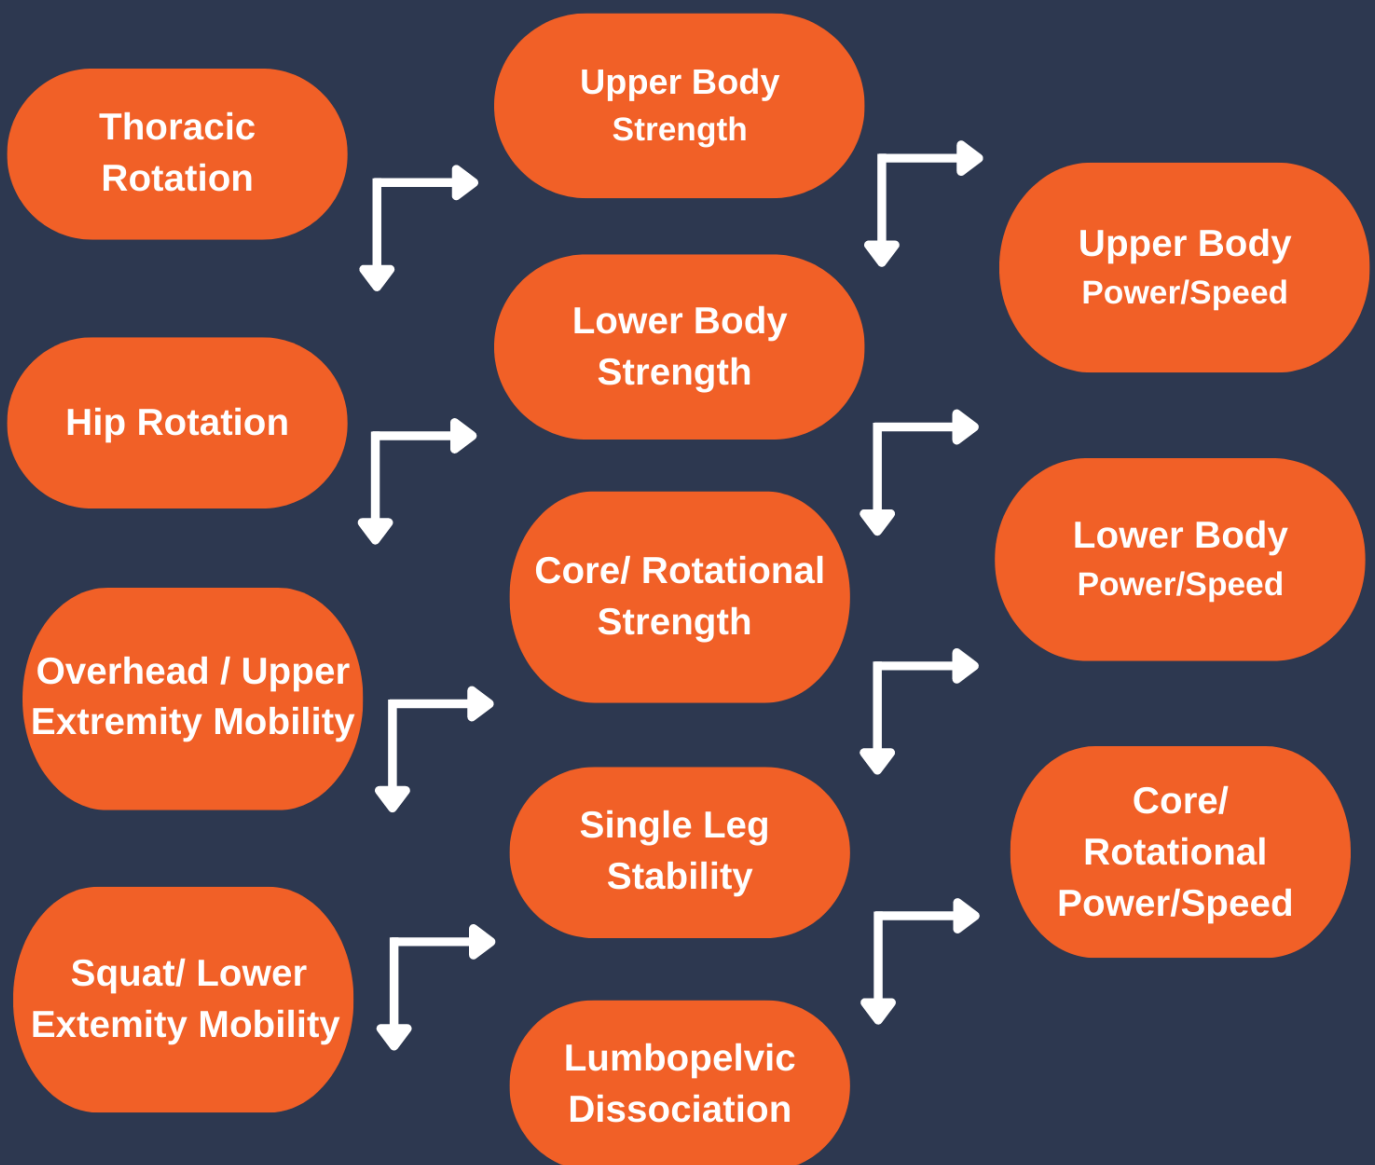 Thoracic
Rotation
Hip Rotation
Overhead / Upper
Extremity Mobility
Squat/ Lower
Extemity Mobility
Upper Body
Strength
Lower Body
Strength
Core/ Rotational
Strength
Single Leg
Stability
Lumbopelvic
Dissociation
Upper Body
Power/Speed
Lower Body
Power/Speed
Core/
Rotational
Power/Speed